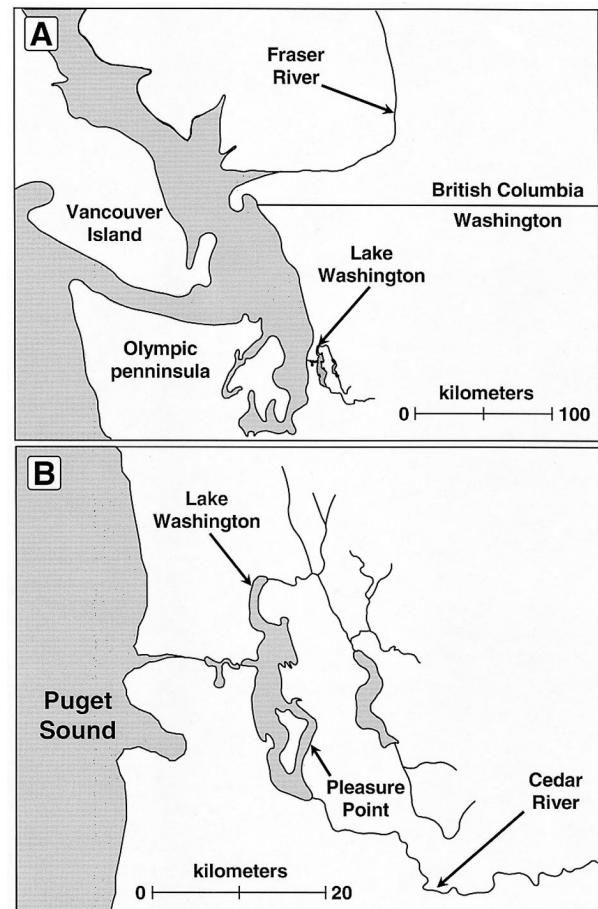 A
Fraser
River
British Columbia
Washington
Vancouver
Island
Lake
Washington
Olympic
penninsula
kilometers
0 100
B
Lake
Washington
Puget
Sound
Pleasure
Point
Cedar
River
kilometers
0 20